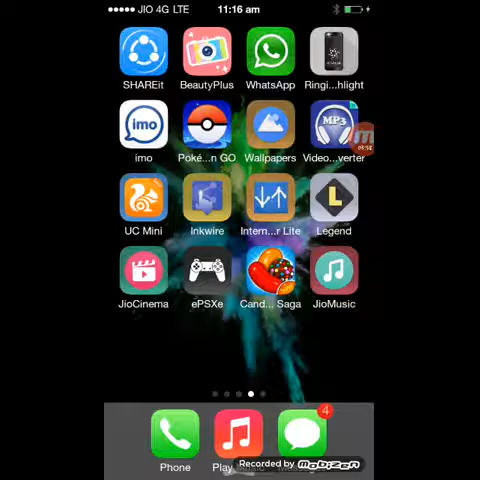 JIO 4G LTE 11:16 am
SHAREit BeautyPlus WhatsApp Ringi...hlight
imo
MP3
imo Poké...n GO Wallpapers Video...verter
UC Mini Inkwire Intern...r Lite Legend
L
JioCinema ePSXe Cand... Saga JioMusic
4
Phone Play
Recorded by MOBIZEN